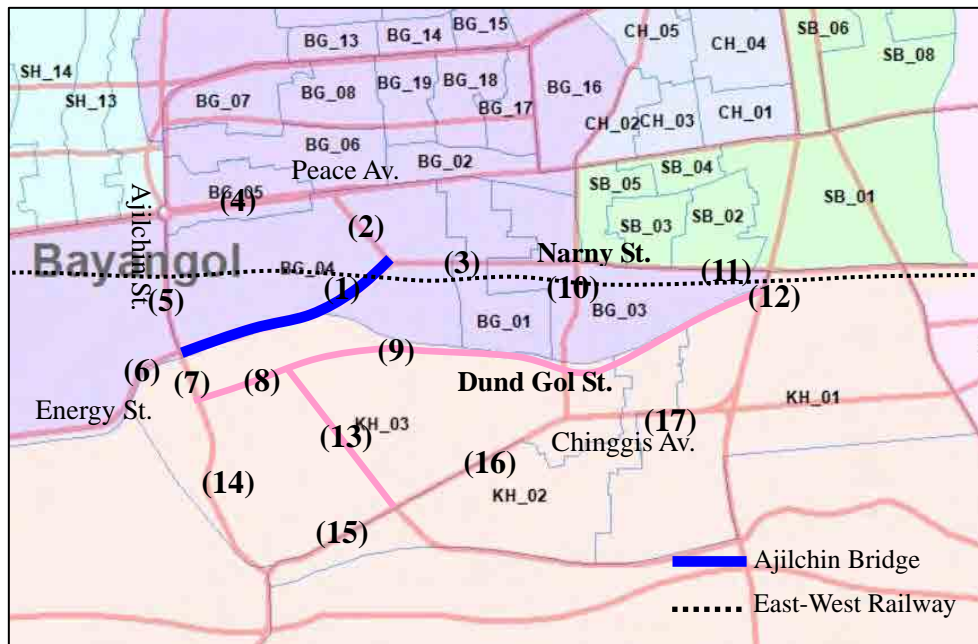 BG_15
BG_14
BG_13
CH_05
CH_04
SB_06
SB_08
SH_14
SH_13
BG_07
BG_08
BG_19
BG_18
BG_17
BG_16
CH_02
CH_03
CH_01
BG_06
BG_02
Peace Av.
SB_04
SB_05
SB_01
BG_05
(4)
Ajilchin St.
(2)
SB_03
SB_02
Bayangol
BG_04
(3)
Narny St.
(11)
(1)
(10)
(12)
(5)
BG_01
BG_03
(9)
(6)
(7)
(8)
Dund Gol St.
Energy St.
KH_03
(13)
(17)
KH_01
Chinggis Av.
(16)
(14)
KH_02
(15)
Ajilchin Bridge
East-West Railway